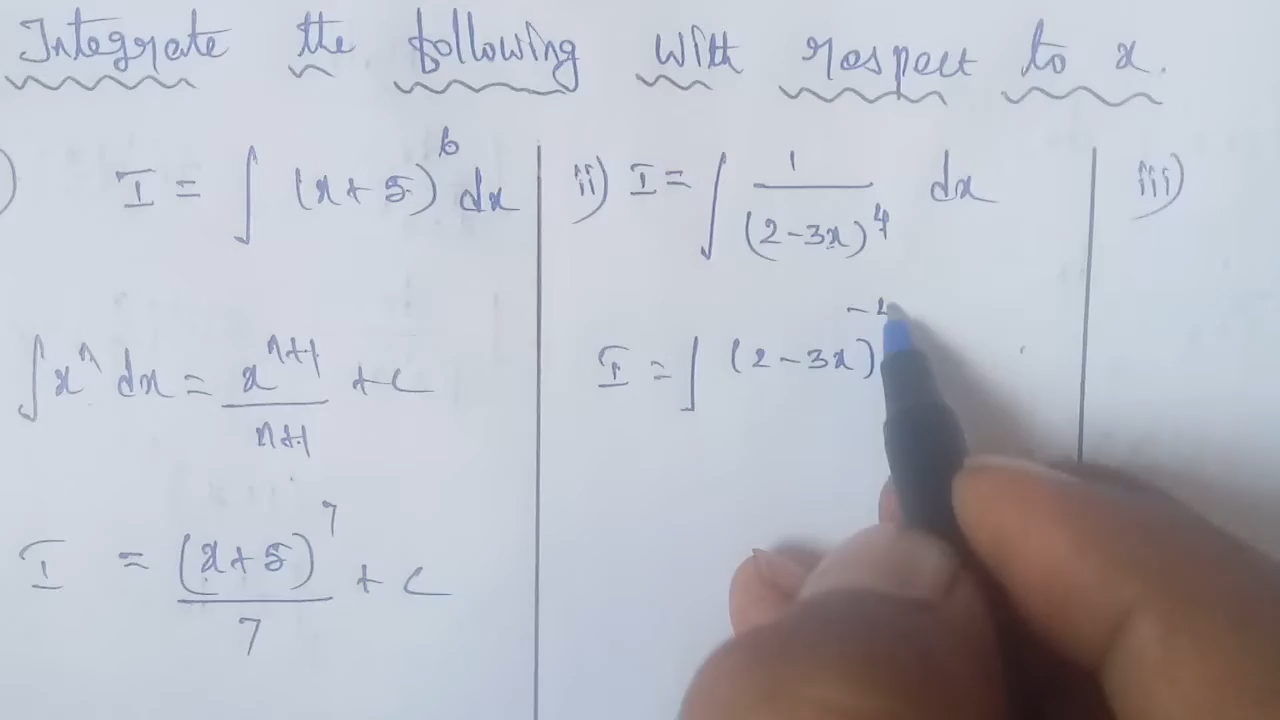 Integrate the following with respect to x.
) I = ∫ (x+5)^6 dx
∫x^n dx = x^(n+1)/(n+1) + c
I = (x+5)^7/7 + c
ii) I = ∫ 1/(2-3x)^4 dx
I = ∫ (2-3x)^-4
iii)